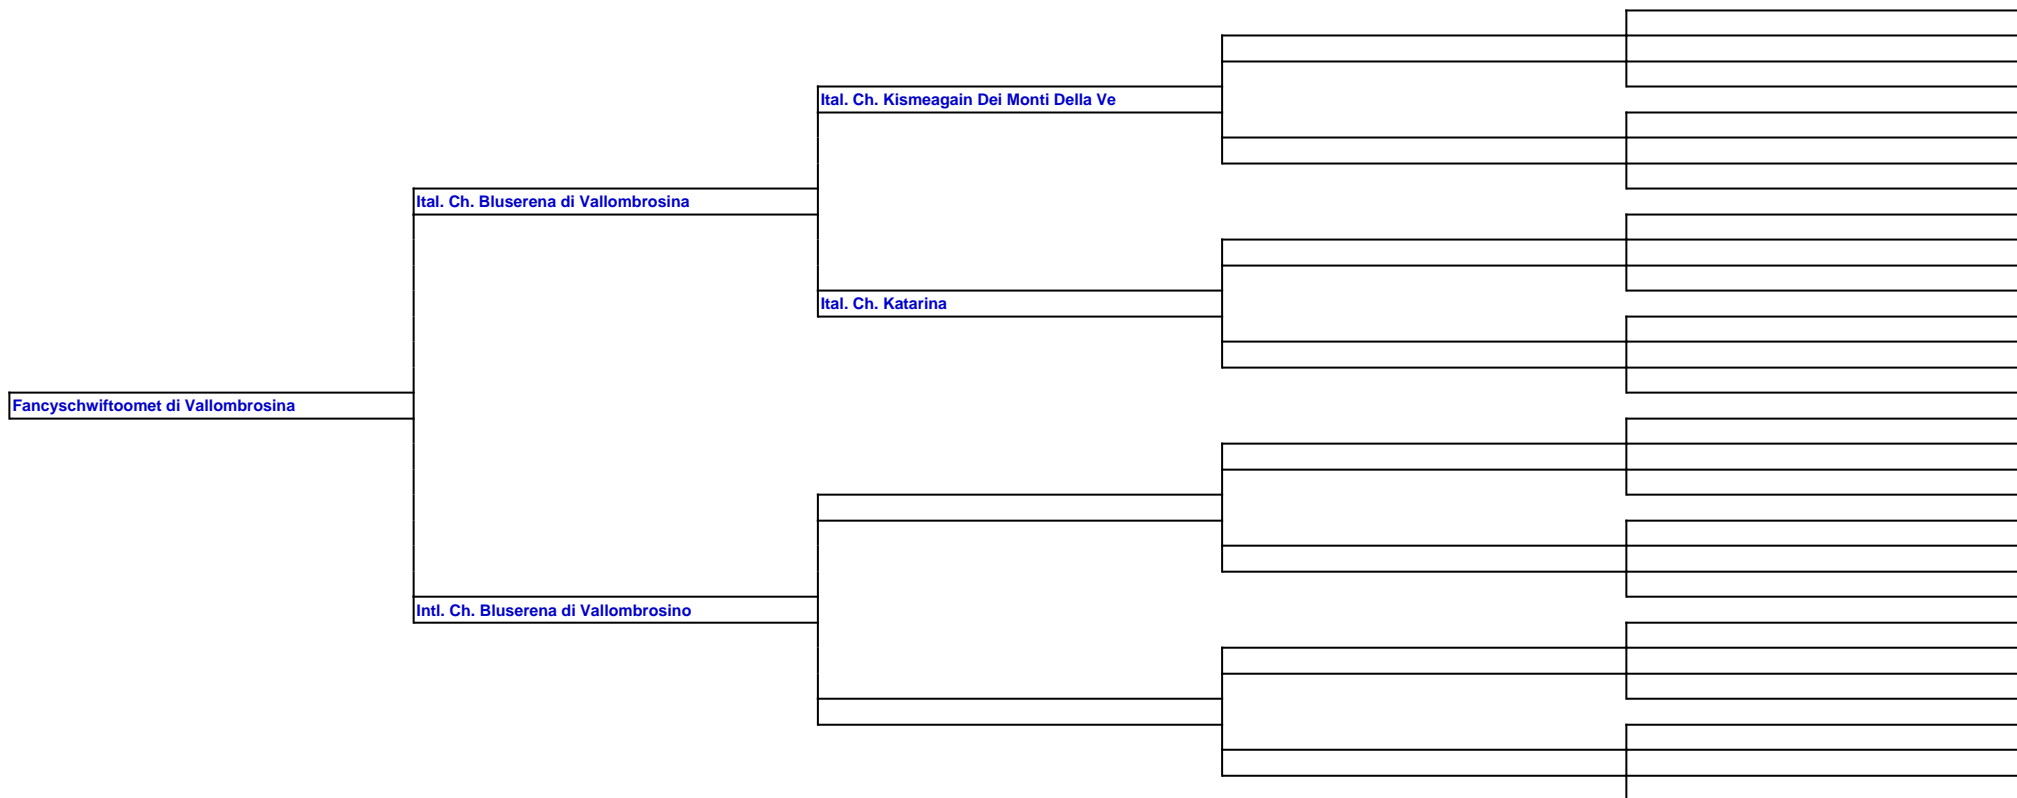 Ital. Ch. Kismeagain Dei Monti Della Ve
Ital. Ch. Bluserena di Vallombrosina
Ital. Ch. Katarina
Fancyschwiftoomet di Vallombrosina
Intl. Ch. Bluserena di Vallombrosino